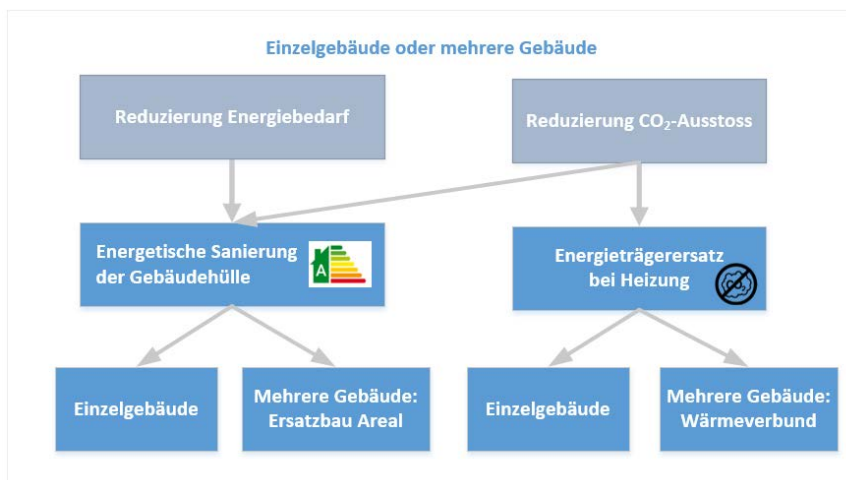 Einzelgebäude oder mehrere Gebäude
Reduzierung Energiebedarf
Reduzierung CO₂-Ausstoss
Energetische Sanierung
der Gebäudehülle
A
Energieträgerersatz
bei Heizung
CO₂
Einzelgebäude
Mehrere Gebäude:
Ersatzbau Areal
Einzelgebäude
Mehrere Gebäude:
Wärmeverbund